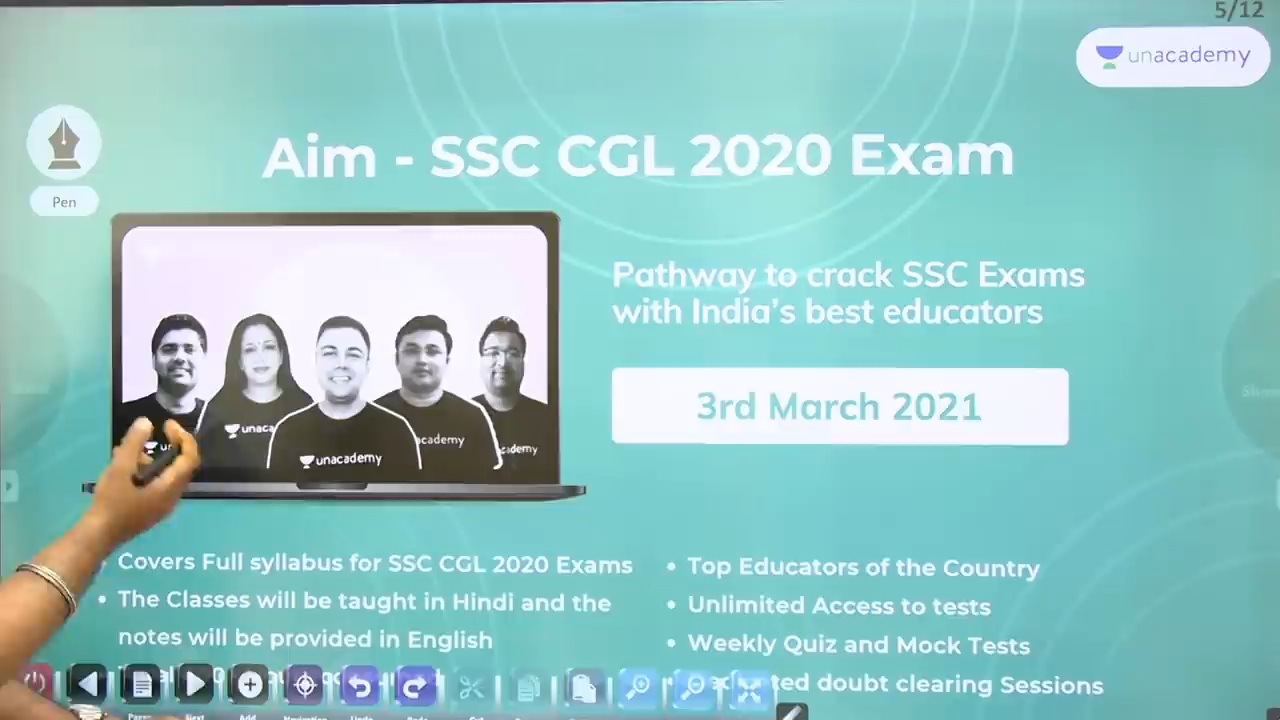 5/12
unacademy
Pen
Aim - SSC CGL 2020 Exam
Pathway to crack SSC Exams
with India's best educators
3rd March 2021
unaca
academy
cademy
unacademy
Covers Full syllabus for SSC CGL 2020 Exams
• The Classes will be taught in Hindi and the
notes will be provided in English
• Top Educators of the Country
• Unlimited Access to tests
• Weekly Quiz and Mock Tests
doubt clearing Sessions